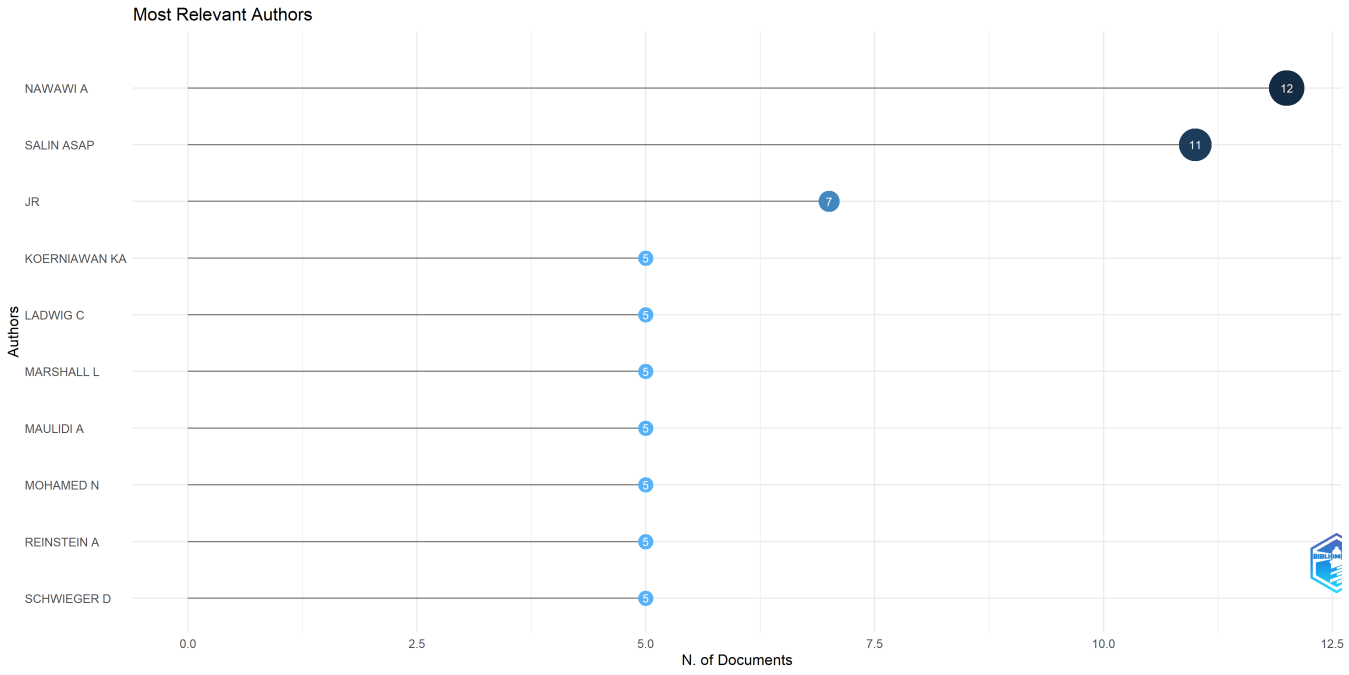 Most Relevant Authors
NAWAWI A
12
SALIN ASAP
11
JR
7
KOERNIAWAN KA
5
LADWIG C
5
MARSHALL L
5
MAULIDI A
5
MOHAMED N
5
REINSTEIN A
5
SCHWIEGER D
5
Authors
0.0 2.5 5.0 7.5 10.0 12.5
N. of Documents